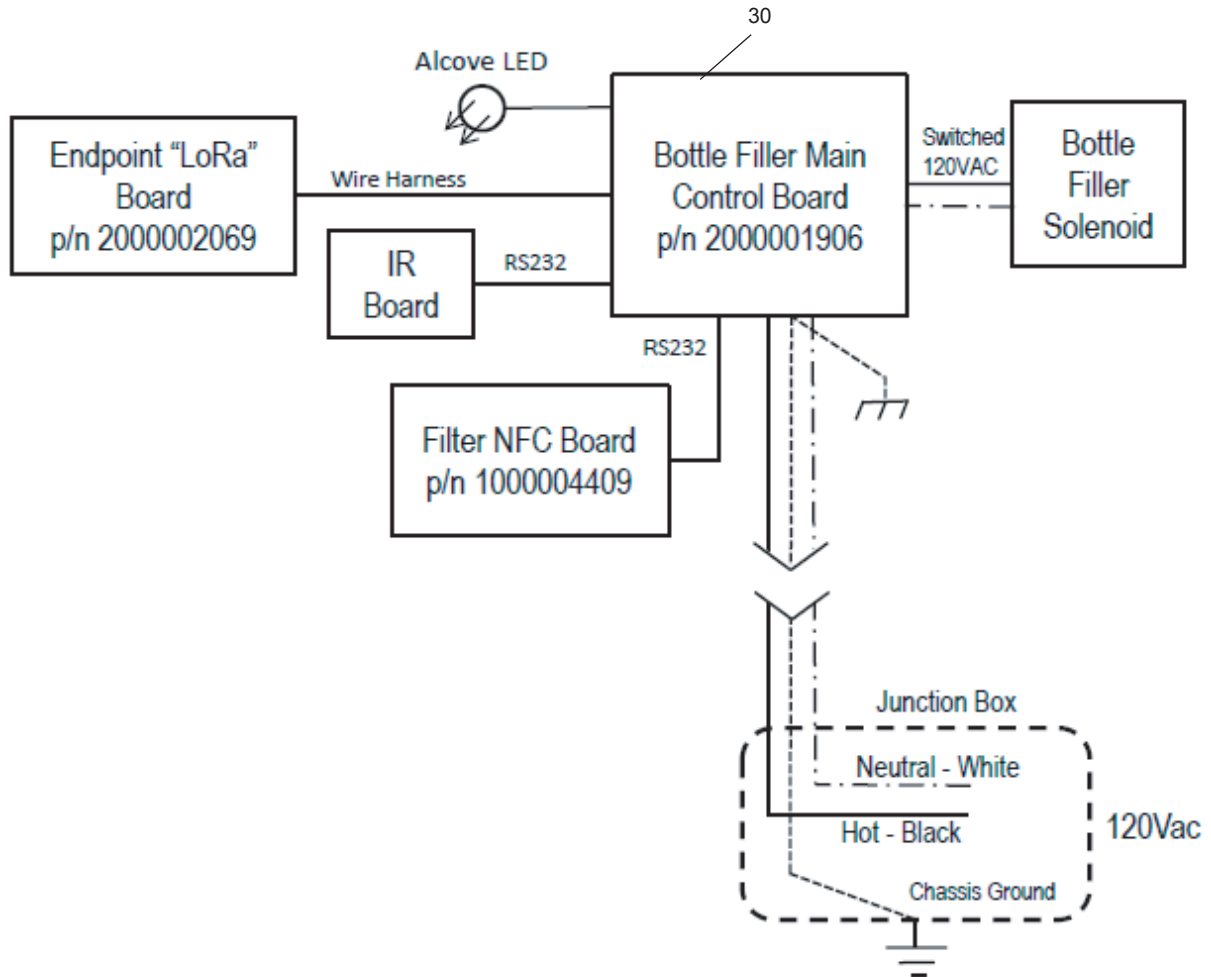 30
Alcove LED
Endpoint “LoRa”
Board
p/n 2000002069
Wire Harness
Bottle Filler Main
Control Board
p/n 2000001906
Switched
120VAC
Bottle
Filler
Solenoid
IR
Board
RS232
RS232
Filter NFC Board
p/n 1000004409
Junction Box
Neutral - White
Hot - Black
120Vac
Chassis Ground